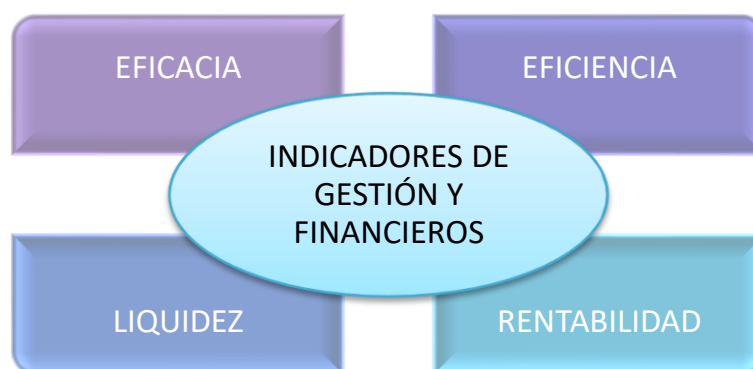 EFICACIA
EFICIENCIA
INDICADORES DE
GESTIÓN Y
FINANCIEROS
LIQUIDEZ
RENTABILIDAD